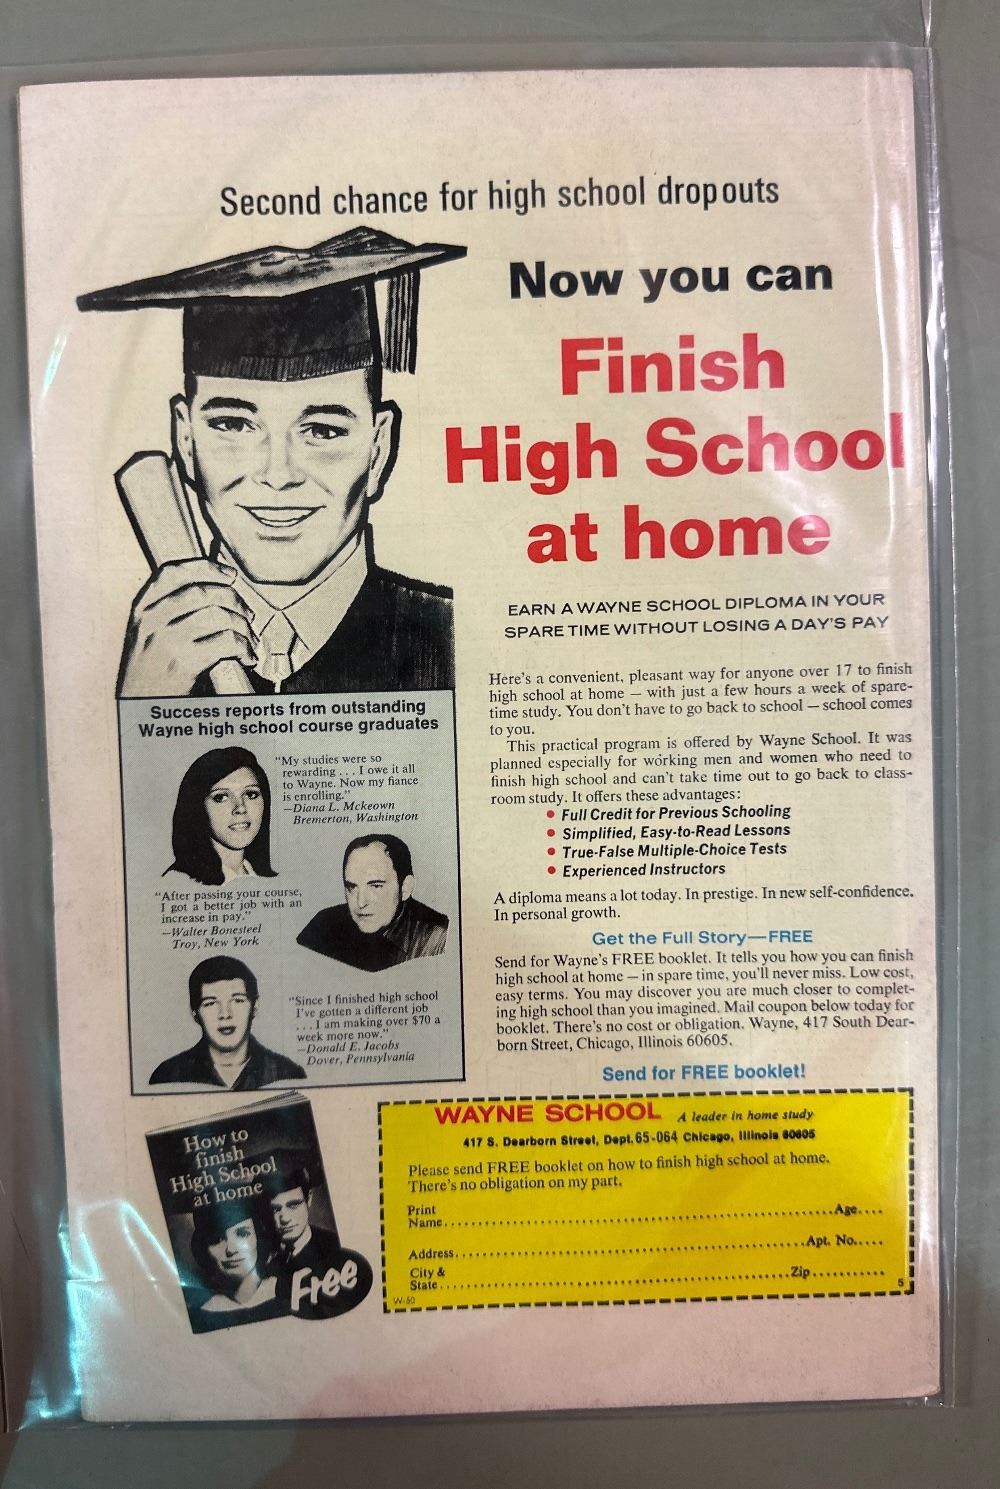 Second chance for high school dropouts
Now you can
Finish
High School
at home
EARN A WAYNE SCHOOL DIPLOMA IN YOUR
SPARE TIME WITHOUT LOSING A DAY'S PAY
Here's a convenient, pleasant way for anyone over 17 to finish
high school at home — with just a few hours a week of spare-
time study. You don't have to go back to school — school comes
to you.
This practical program is offered by Wayne School. It was
planned especially for working men and women who need to
finish high school and can't take time out to go back to class-
room study. It offers these advantages:
• Full Credit for Previous Schooling
• Simplified, Easy-to-Read Lessons
• True-False Multiple-Choice Tests
• Experienced Instructors
A diploma means a lot today. In prestige. In new self-confidence.
In personal growth.
Get the Full Story—FREE
Send for Wayne's FREE booklet. It tells you how you can finish
high school at home — in spare time, you'll never miss. Low cost,
easy terms. You may discover you are much closer to complet-
ing high school than you imagined. Mail coupon below today for
booklet. There's no cost or obligation. Wayne, 417 South Dear-
born Street, Chicago, Illinois 60605.
Send for FREE booklet!
Success reports from outstanding
Wayne high school course graduates
"My studies were so
rewarding . . . I owe it all
to Wayne. Now my fiance
is enrolling."
—Diana L. Mckeown
Bremerton, Washington
"After passing your course,
I got a better job with an
increase in pay."
—Walter Bonesteel
Troy, New York
"Since I finished high school
I've gotten a different job
. . . I am making over $70 a
week more now."
—Donald E. Jacobs
Dover, Pennsylvania
How to
finish
High School
at home
Free
WAYNE SCHOOL A leader in home study
417 S. Dearborn Street, Dept. 65-064 Chicago, Illinois 60605
Please send FREE booklet on how to finish high school at home.
There's no obligation on my part.
Print
Name.......................................................Age....
Address..................................................Apt. No.....
City &
State..................................................Zip...........
W-50
5